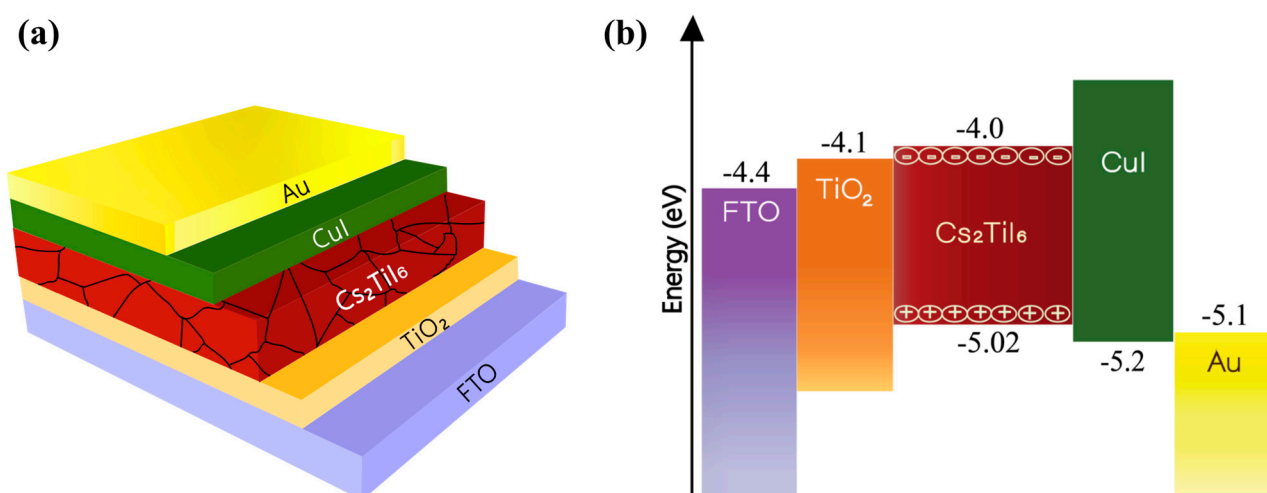 (a)
Au
CuI
Cs₂TiI₆
TiO₂
FTO
(b)
Energy (eV)
-4.4
FTO
-4.1
TiO₂
-4.0
Cs₂TiI₆
-5.02
CuI
-5.2
-5.1
Au